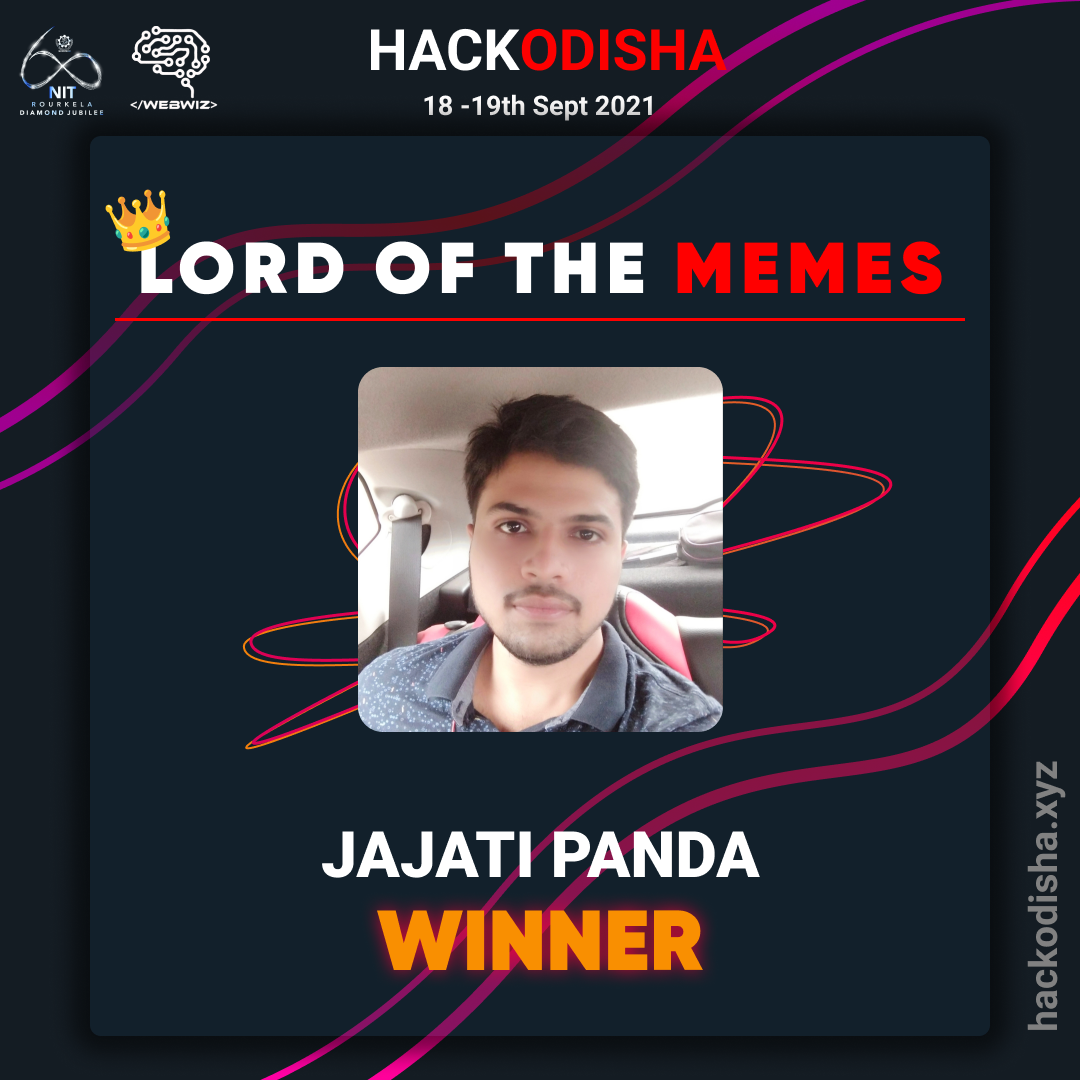 NIT
ROURKELA
DIAMOND JUBILEE
</WEBWIZ>
HACKODISHA
18 -19th Sept 2021
LORD OF THE MEMES
JAJATI PANDA
WINNER
hackodisha.xyz